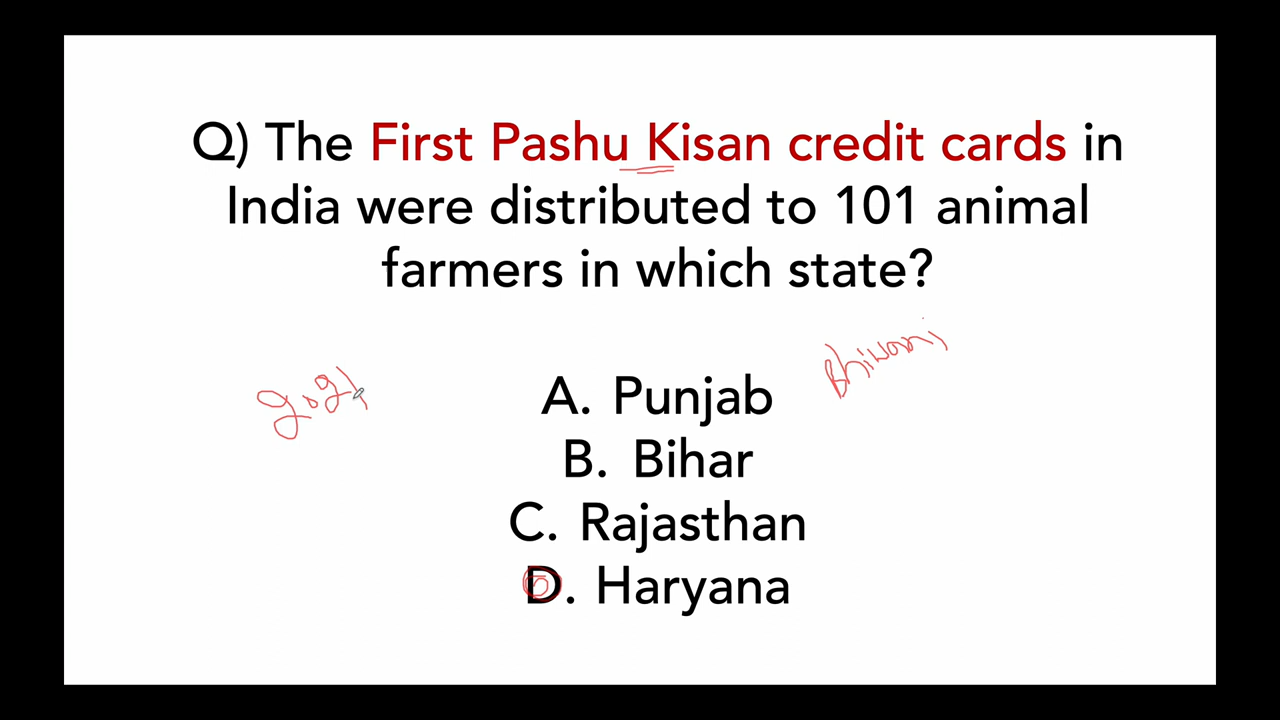 Q) The First Pashu Kisan credit cards in
India were distributed to 101 animal
farmers in which state?
Bhiwani
A. Punjab
B. Bihar
C. Rajasthan
D. Haryana